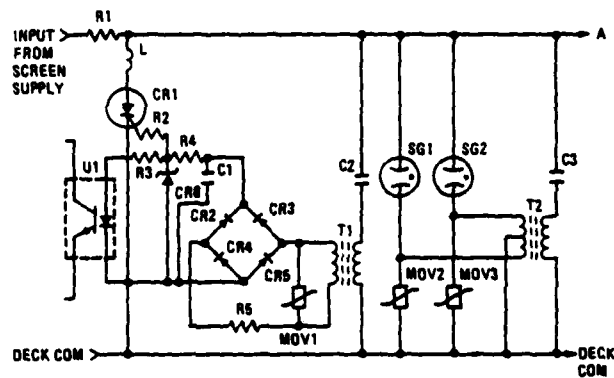 R1
INPUT
FROM
SCREEN
SUPPLY
A
L
CR1
R2
R4
U1
R3
C1
CR6
CR2
CR3
CR4
CR5
T1
C2
SG1
SG2
C3
T2
MOV2
MOV3
R5
MOV1
DECK COM
DECK
COM